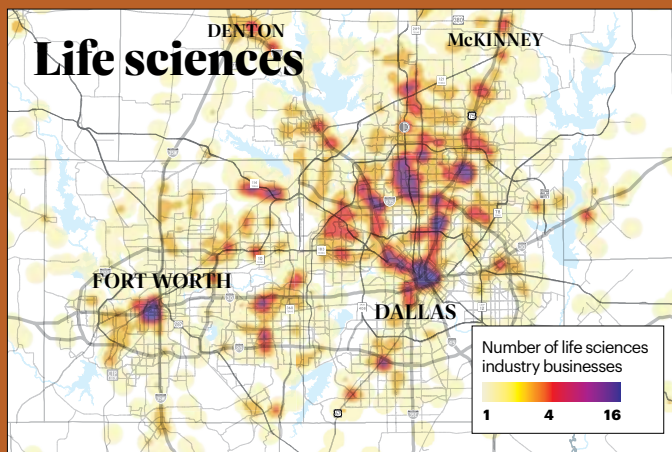 DENTON
McKINNEY
Life sciences
FORT WORTH
DALLAS
Number of life sciences
industry businesses
1 4 16